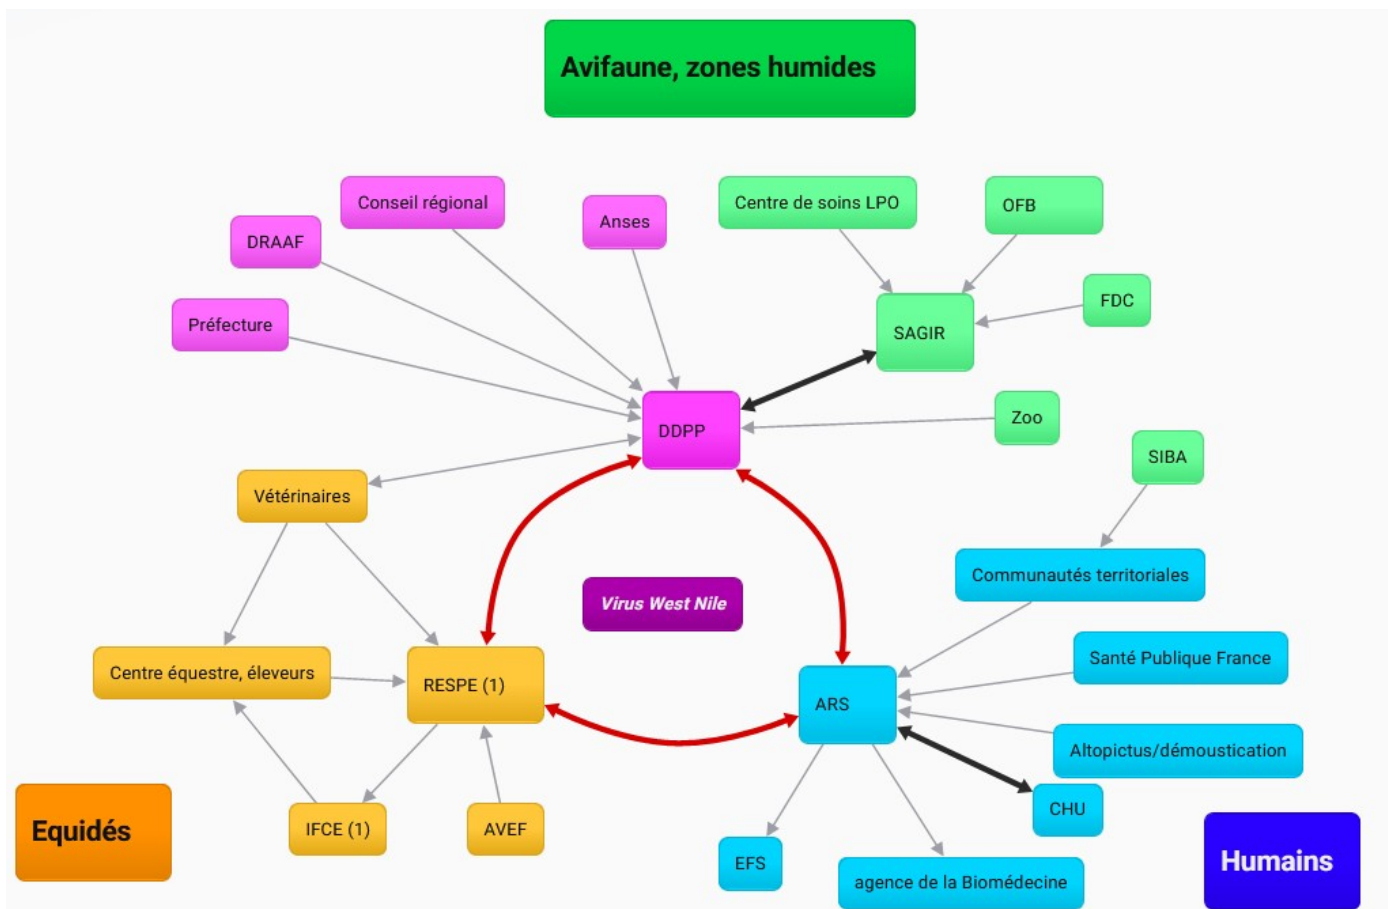 Avifaune, zones humides
Conseil régional
Centre de soins LPO
OFB
Anses
DRAAF
FDC
Préfecture
SAGIR
Zoo
DDPP
SIBA
Vétérinaires
Communautés territoriales
Virus West Nile
Santé Publique France
Centre équestre, éleveurs
RESPE (1)
ARS
Altopictus/démoustication
CHU
Equidés
IFCE (1)
AVEF
EFS
Humains
agence de la Biomédecine